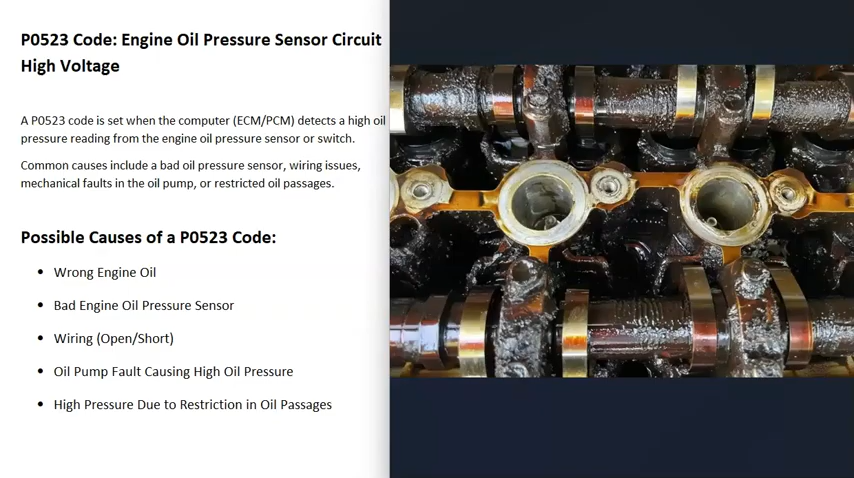 P0523 Code: Engine Oil Pressure Sensor Circuit
High Voltage
A P0523 code is set when the computer (ECM/PCM) detects a high oil
pressure reading from the engine oil pressure sensor or switch.
Common causes include a bad oil pressure sensor, wiring issues,
mechanical faults in the oil pump, or restricted oil passages.
Possible Causes of a P0523 Code:
• Wrong Engine Oil
• Bad Engine Oil Pressure Sensor
• Wiring (Open/Short)
• Oil Pump Fault Causing High Oil Pressure
• High Pressure Due to Restriction in Oil Passages